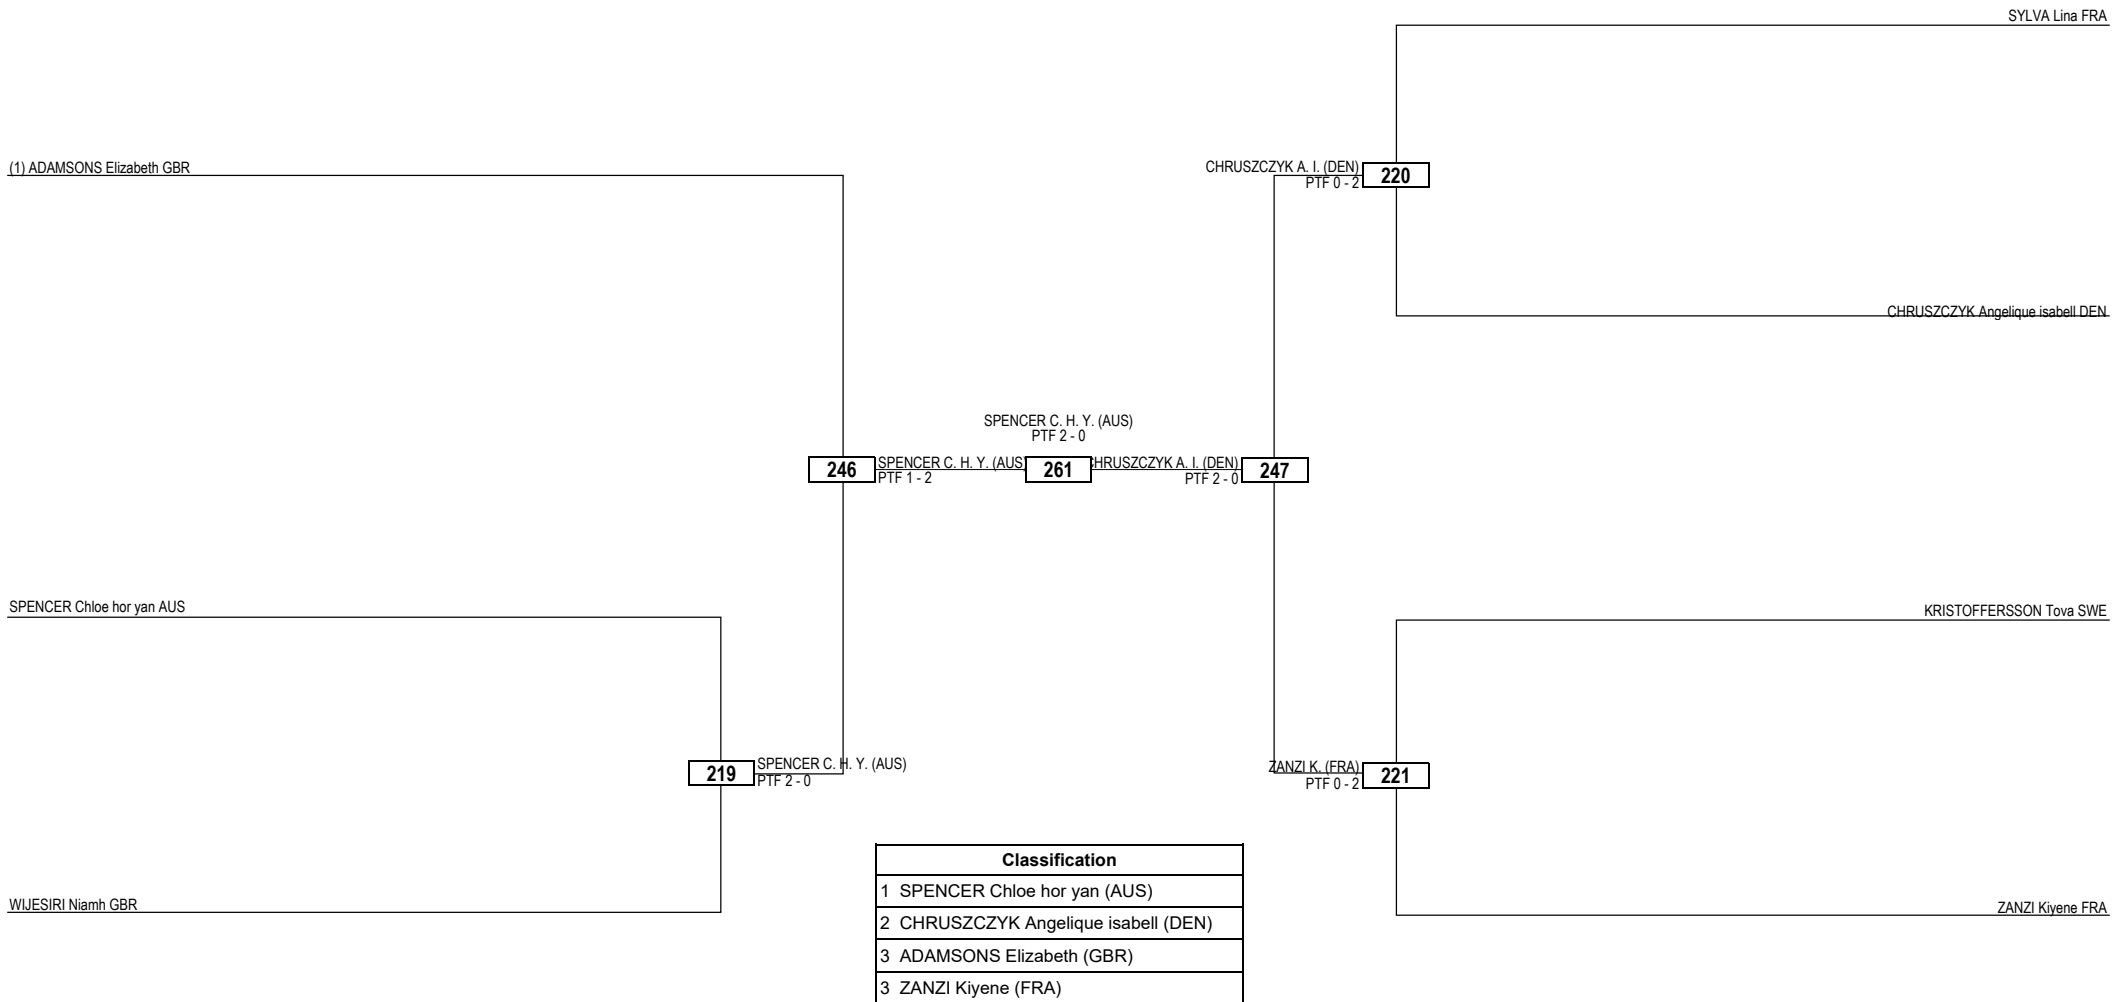 SYLVA Lina FRA
(1) ADAMSONS Elizabeth GBR
CHRUSZCZYK A. I. (DEN)
PTF 0 - 2
220
CHRUSZCZYK Angelique isabell DEN
SPENCER C. H. Y. (AUS)
PTF 2 - 0
246
SPENCER C. H. Y. (AUS)
PTF 1 - 2
261
CHRUSZCZYK A. I. (DEN)
PTF 2 - 0
247
SPENCER Chloe hor yan AUS
KRISTOFFERSSON Tova SWE
219
SPENCER C. H. Y. (AUS)
PTF 2 - 0
ZANZI K. (FRA)
PTF 0 - 2
221
WIJESIRI Niamh GBR
ZANZI Kiyene FRA
Classification
1 SPENCER Chloe hor yan (AUS)
2 CHRUSZCZYK Angelique isabell (DEN)
3 ADAMSONS Elizabeth (GBR)
3 ZANZI Kiyene (FRA)